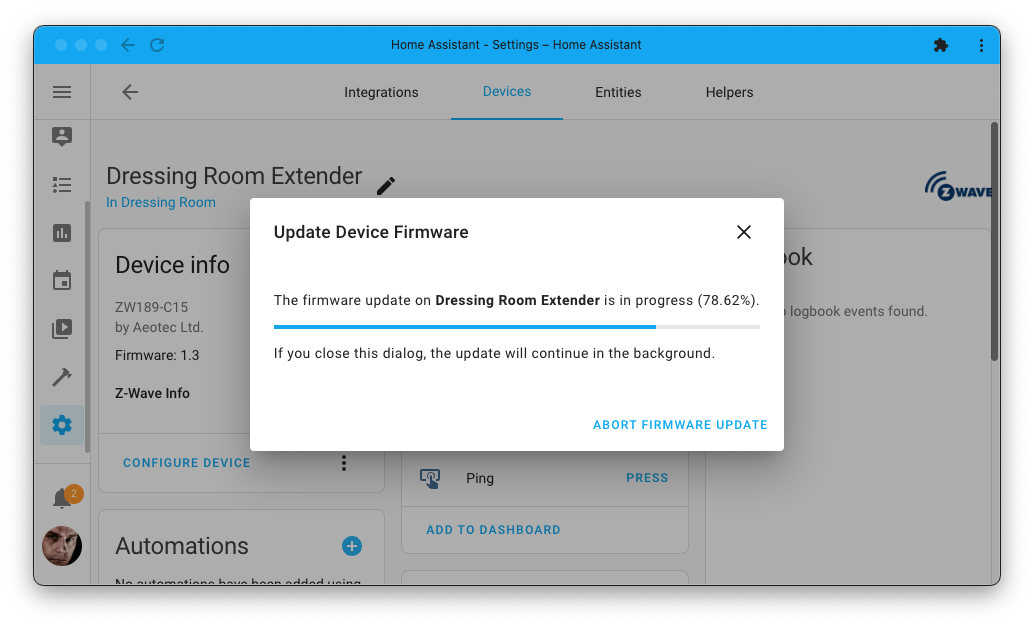 Home Assistant - Settings – Home Assistant
Integrations
Devices
Entities
Helpers
Dressing Room Extender
In Dressing Room
Z WAVE
Update Device Firmware
The firmware update on Dressing Room Extender is in progress (78.62%).
If you close this dialog, the update will continue in the background.
ABORT FIRMWARE UPDATE
Device info
ZW189-C15
by Aeotec Ltd.
Firmware: 1.3
Z-Wave Info
CONFIGURE DEVICE
ook
logbook events found.
Ping
PRESS
ADD TO DASHBOARD
2
Automations
No automations have been added using